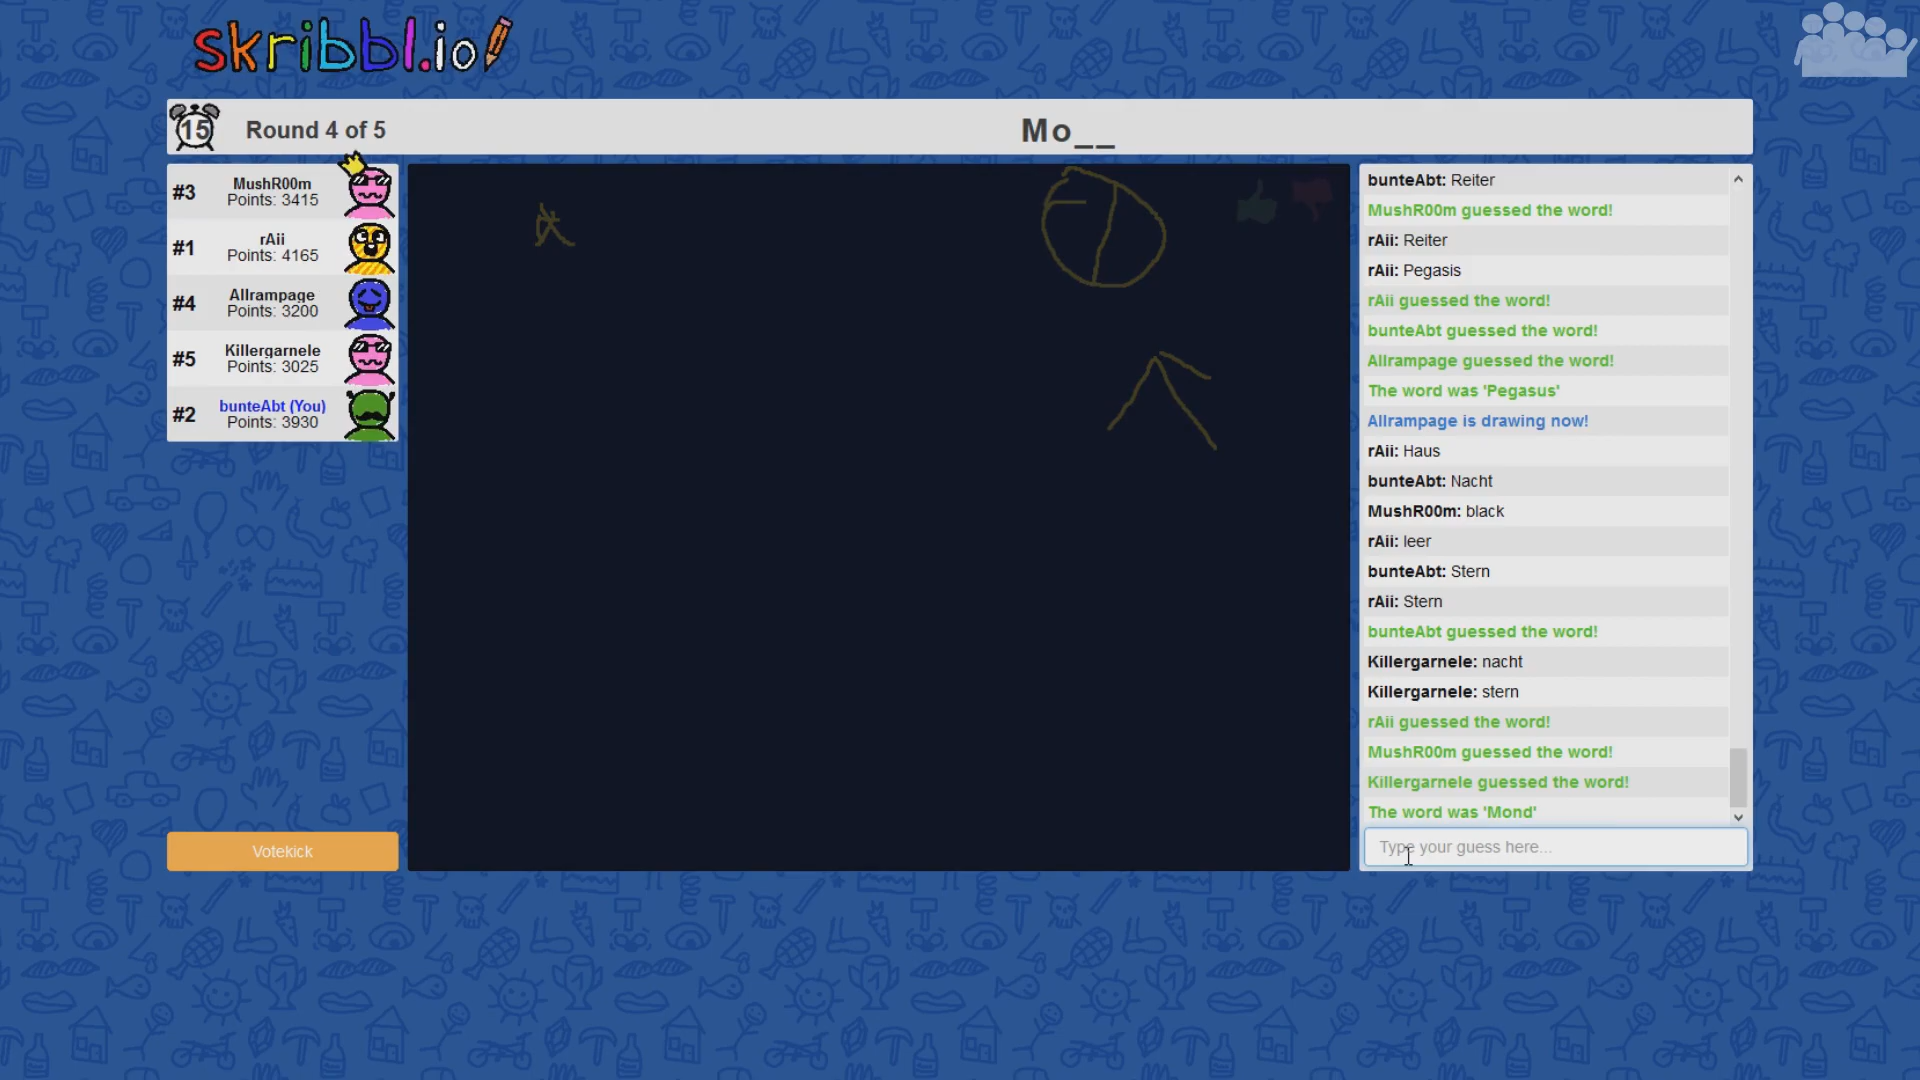 skribbl.io
15
Round 4 of 5
Mo__
#3
MushR00m
Points: 3415
#1
rAii
Points: 4165
#4
Allrampage
Points: 3200
#5
Killergarnele
Points: 3025
#2
bunteAbt (You)
Points: 3930
Votekick
bunteAbt: Reiter
MushR00m guessed the word!
rAii: Reiter
rAii: Pegasis
rAii guessed the word!
bunteAbt guessed the word!
Allrampage guessed the word!
The word was 'Pegasus'
Allrampage is drawing now!
rAii: Haus
bunteAbt: Nacht
MushR00m: black
rAii: leer
bunteAbt: Stern
rAii: Stern
bunteAbt guessed the word!
Killergarnele: nacht
Killergarnele: stern
rAii guessed the word!
MushR00m guessed the word!
Killergarnele guessed the word!
The word was 'Mond'
Type your guess here...